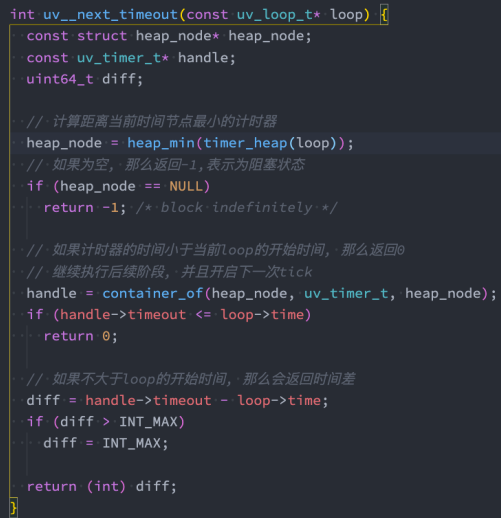 int uv__next_timeout(const uv_loop_t* loop) {
  const struct heap_node* heap_node;
  const uv_timer_t* handle;
  uint64_t diff;

  // 计算距离当前时间节点最小的计时器
  heap_node = heap_min(timer_heap(loop));
  // 如果为空, 那么返回-1,表示为阻塞状态
  if (heap_node == NULL)
    return -1; /* block indefinitely */

  // 如果计时器的时间小于当前loop的开始时间, 那么返回0
  // 继续执行后续阶段, 并且开启下一次tick
  handle = container_of(heap_node, uv_timer_t, heap_node);
  if (handle->timeout <= loop->time)
    return 0;

  // 如果不大于loop的开始时间, 那么会返回时间差
  diff = handle->timeout - loop->time;
  if (diff > INT_MAX)
    diff = INT_MAX;

  return (int) diff;
}